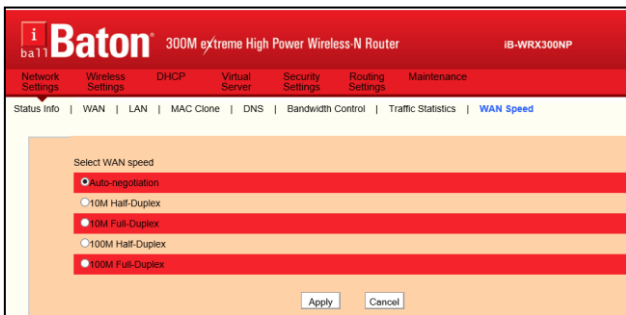 i ball Baton 300M extreme High Power Wireless-N Router iB-WRX300NP
Network Settings Wireless Settings DHCP Virtual Server Security Settings Routing Settings Maintenance
Status Info | WAN | LAN | MAC Clone | DNS | Bandwidth Control | Traffic Statistics | WAN Speed
Select WAN speed
Auto-negotiation
10M Half-Duplex
10M Full-Duplex
100M Half-Duplex
100M Full-Duplex
Apply Cancel